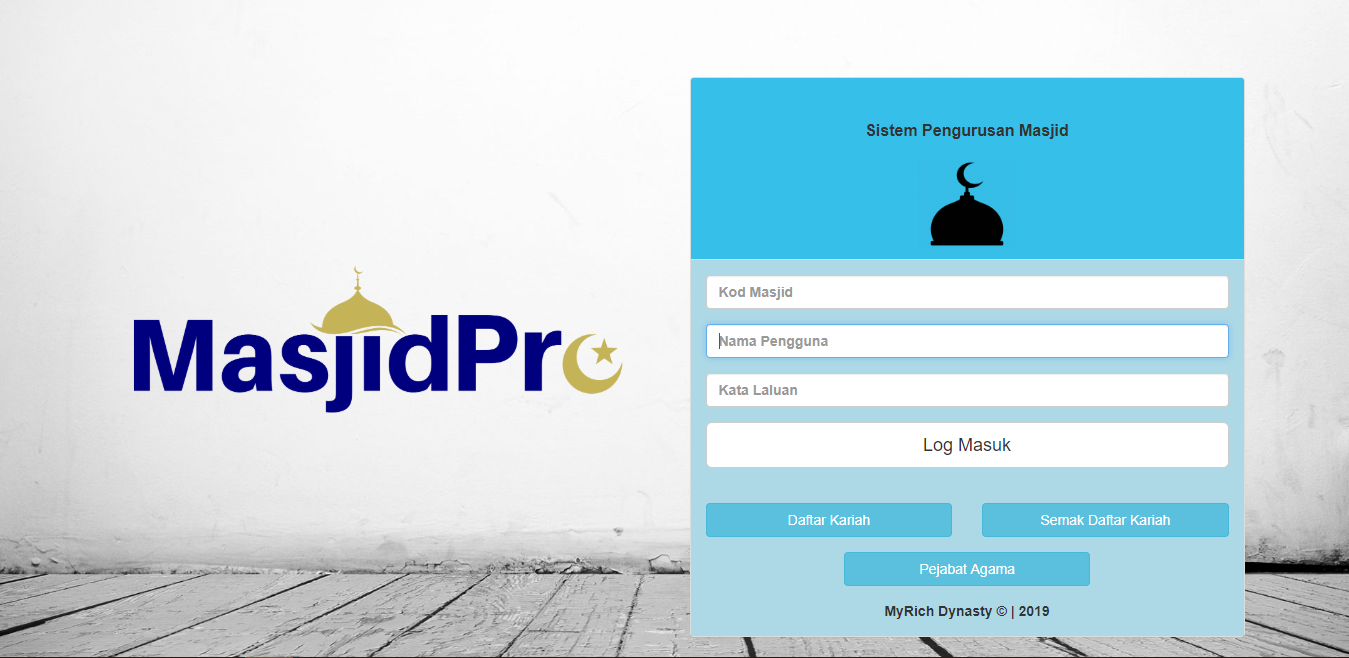 MasjidPro
Sistem Pengurusan Masjid
Kod Masjid
Nama Pengguna
Kata Laluan
Log Masuk
Daftar Kariah
Semak Daftar Kariah
Pejabat Agama
MyRich Dynasty © | 2019